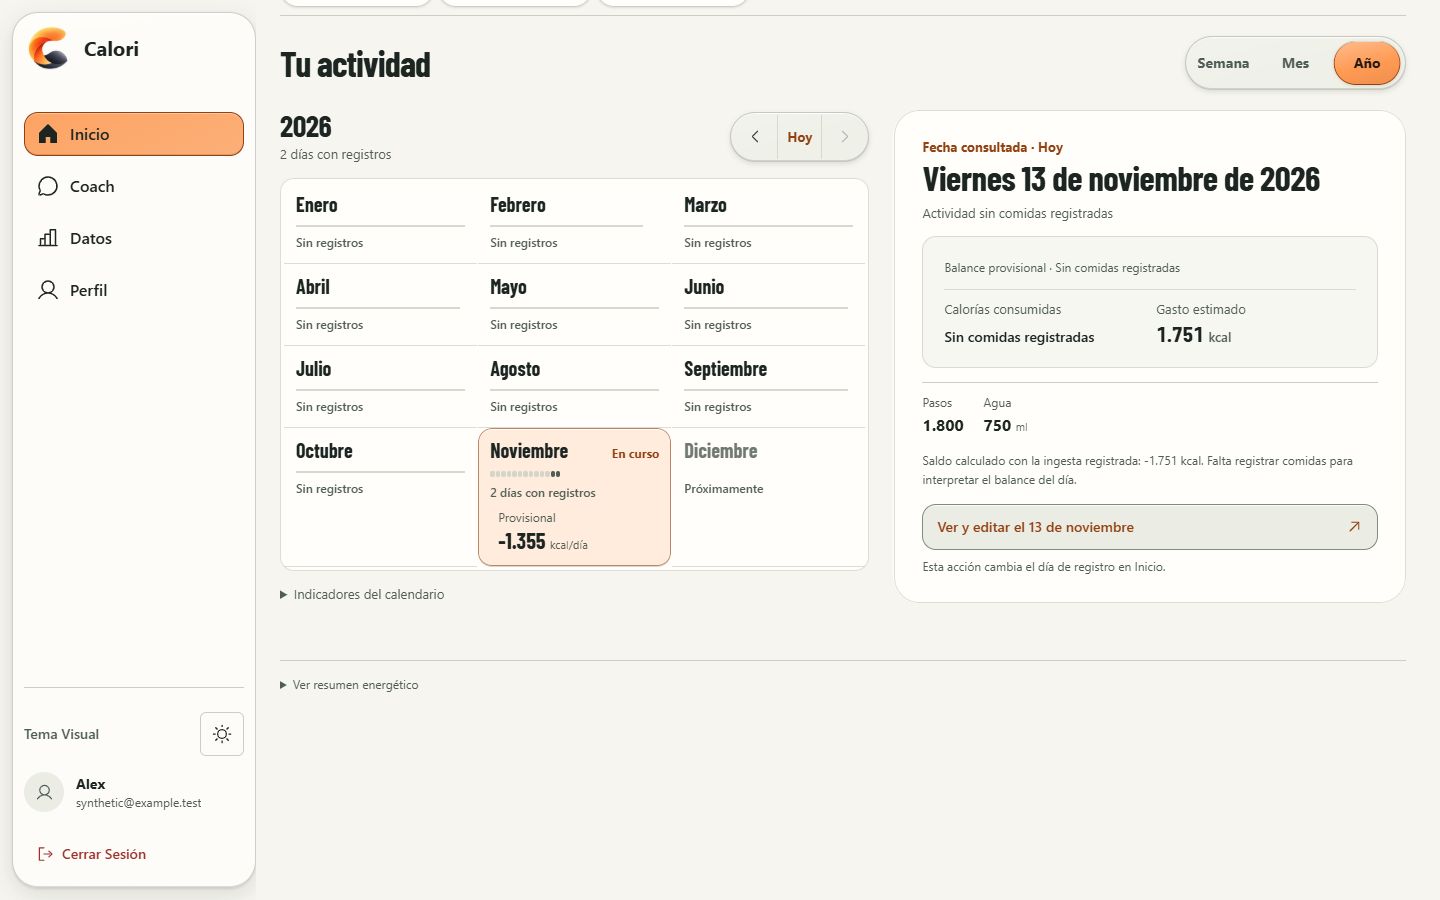 Calori
Inicio
Coach
Datos
Perfil
Tema Visual
Alex
synthetic@example.test
Cerrar Sesión
Tu actividad
Semana
Mes
Año
2026
2 días con registros
Hoy
Enero
Sin registros
Febrero
Sin registros
Marzo
Sin registros
Abril
Sin registros
Mayo
Sin registros
Junio
Sin registros
Julio
Sin registros
Agosto
Sin registros
Septiembre
Sin registros
Octubre
Sin registros
Noviembre
En curso
2 días con registros
Provisional
-1.355 kcal/día
Diciembre
Próximamente
Indicadores del calendario
Fecha consultada · Hoy
Viernes 13 de noviembre de 2026
Actividad sin comidas registradas
Balance provisional · Sin comidas registradas
Calorías consumidas
Sin comidas registradas
Gasto estimado
1.751 kcal
Pasos
1.800
Agua
750 ml
Saldo calculado con la ingesta registrada: -1.751 kcal. Falta registrar comidas para
interpretar el balance del día.
Ver y editar el 13 de noviembre
Esta acción cambia el día de registro en Inicio.
Ver resumen energético